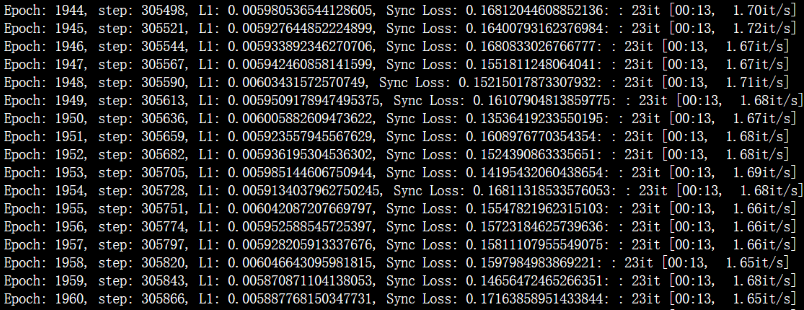 Epoch: 1944, step: 305498, L1: 0.005980536544128605, Sync Loss: 0.16812044608852136: : 23it [00:13,  1.70it/s]
Epoch: 1945, step: 305521, L1: 0.005927644852224899, Sync Loss: 0.16400793162376984: : 23it [00:13,  1.72it/s]
Epoch: 1946, step: 305544, L1: 0.005933892346270706, Sync Loss: 0.1680833026766777: : 23it [00:13,  1.67it/s]
Epoch: 1947, step: 305567, L1: 0.005942460858141599, Sync Loss: 0.1551811248064041: : 23it [00:13,  1.67it/s]
Epoch: 1948, step: 305590, L1: 0.00603431572570749, Sync Loss: 0.15215017873307932: : 23it [00:13,  1.71it/s]
Epoch: 1949, step: 305613, L1: 0.0059509178947495375, Sync Loss: 0.16107904813859775: : 23it [00:13,  1.68it/s]
Epoch: 1950, step: 305636, L1: 0.006005882609473622, Sync Loss: 0.13536419233550195: : 23it [00:13,  1.67it/s]
Epoch: 1951, step: 305659, L1: 0.005923557945567629, Sync Loss: 0.1608976770354354: : 23it [00:13,  1.68it/s]
Epoch: 1952, step: 305682, L1: 0.005936195304536302, Sync Loss: 0.1524390863335651: : 23it [00:13,  1.68it/s]
Epoch: 1953, step: 305705, L1: 0.005985144606750944, Sync Loss: 0.14195432060438654: : 23it [00:13,  1.69it/s]
Epoch: 1954, step: 305728, L1: 0.0059134037962750245, Sync Loss: 0.16811318533576053: : 23it [00:13,  1.68it/s]
Epoch: 1955, step: 305751, L1: 0.006042087207669797, Sync Loss: 0.15547821962315103: : 23it [00:13,  1.66it/s]
Epoch: 1956, step: 305774, L1: 0.005952588545725397, Sync Loss: 0.15723184625739636: : 23it [00:13,  1.66it/s]
Epoch: 1957, step: 305797, L1: 0.005928205913337676, Sync Loss: 0.15811107955549075: : 23it [00:13,  1.66it/s]
Epoch: 1958, step: 305820, L1: 0.006046643095981815, Sync Loss: 0.1597984983869221: : 23it [00:13,  1.65it/s]
Epoch: 1959, step: 305843, L1: 0.005870871104138053, Sync Loss: 0.14656472465266351: : 23it [00:13,  1.68it/s]
Epoch: 1960, step: 305866, L1: 0.005887768150347731, Sync Loss: 0.17163858951433844: : 23it [00:13,  1.65it/s]